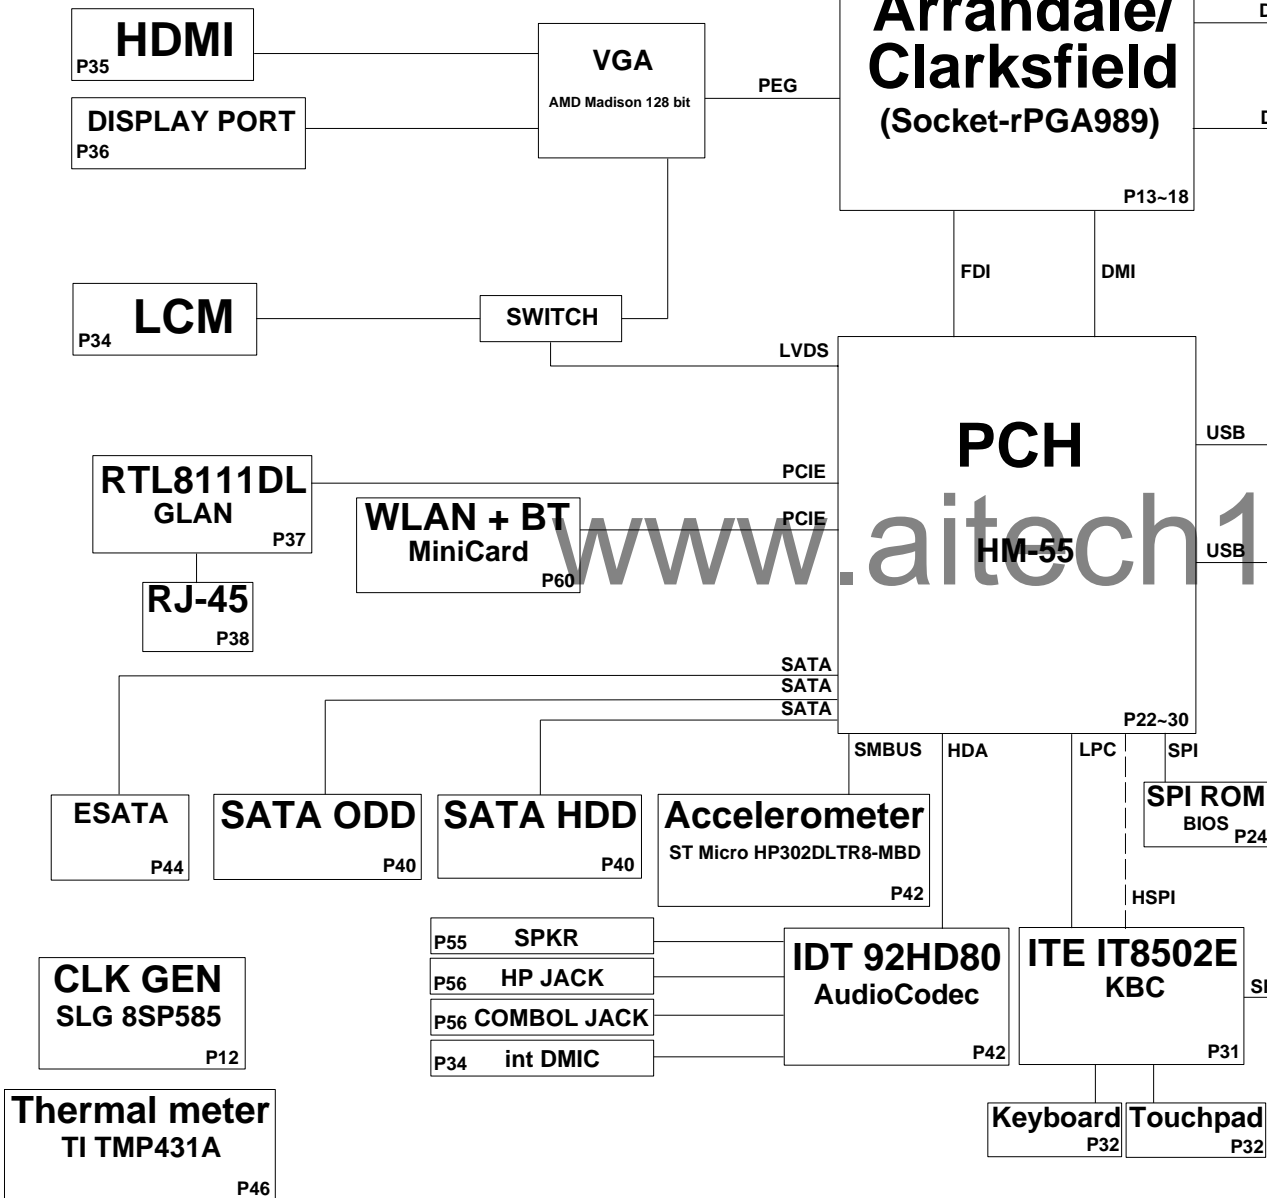 HDMI
P35
DISPLAY PORT
P36
VGA
AMD Madison 128 bit
PEG
Arrandale/
Clarksfield
(Socket-rPGA989)
P13~18
FDI
DMI
LCM
P34
SWITCH
LVDS
PCH
HM-55
P22~30
USB
USB
RTL8111DL
GLAN
P37
PCIE
WLAN + BT
MiniCard
P60
PCIE
www.aitech1
RJ-45
P38
SATA
SATA
SATA
SMBUS
HDA
LPC
SPI
ESATA
P44
SATA ODD
P40
SATA HDD
P40
Accelerometer
ST Micro HP302DLTR8-MBD
P42
SPI ROM
BIOS
P24
HSPI
P55 SPKR
P56 HP JACK
P56 COMBOL JACK
P34 int DMIC
IDT 92HD80
AudioCodec
P42
ITE IT8502E
KBC
P31
CLK GEN
SLG 8SP585
P12
Thermal meter
TI TMP431A
P46
Keyboard
P32
Touchpad
P32